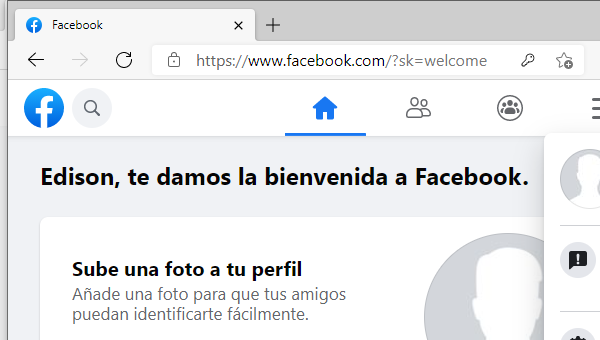 Facebook
https://www.facebook.com/?sk=welcome
Edison, te damos la bienvenida a Facebook.
Sube una foto a tu perfil
Añade una foto para que tus amigos
puedan identificarte fácilmente.